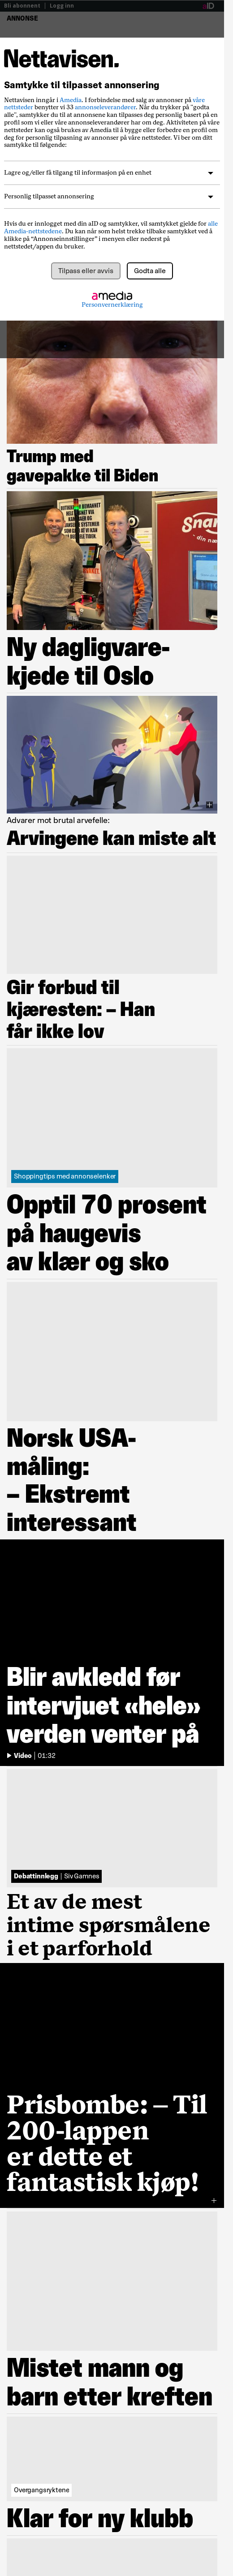 Bli abonnent | Logg inn
aID
ANNONSE
Nettavisen.
Samtykke til tilpasset annonsering
Nettavisen inngår i Amedia. I forbindelse med salg av annonser på våre
nettsteder benytter vi 33 annonseleverandører. Når du trykker på "godta
alle", samtykker du til at annonser kan tilpasses deg personlig basert på en
profil som vi eller våre annonseleverandører har om deg. Aktiviteten på våre
nettsteder kan også brukes av Amedia til å bygge eller forbedre en profil om
deg for personlig tilpasning av annonser på våre nettsteder. Vi ber om ditt
samtykke til følgende:
Lagre og/eller få tilgang til informasjon på en enhet
Personlig tilpasset annonsering
Hvis du er innlogget med din aID og samtykker, vil samtykket gjelde for alle
Amedia-nettstedene. Du kan når som helst trekke tilbake samtykket ved å
klikke på “Annonseinnstillinger” i menyen eller nederst på
nettstedet/appen du bruker.
Tilpass eller avvis
Godta alle
amedia
Personvernerklæring
Trump med
gavepakke til Biden
Ny dagligvare-
kjede til Oslo
Advarer mot brutal arvefelle:
Arvingene kan miste alt
Gir forbud til
kjæresten: – Han
får ikke lov
Shoppingtips med annonselenker
Opptil 70 prosent
på haugevis
av klær og sko
Norsk USA-
måling:
– Ekstremt
interessant
Blir avkledd før
intervjuet «hele»
verden venter på
Video | 01:32
Debattinnlegg | Siv Gamnes
Et av de mest
intime spørsmålene
i et parforhold
Prisbombe: – Til
200-lappen
er dette et
fantastisk kjøp!
Mistet mann og
barn etter kreften
Overgangsryktene
Klar for ny klubb